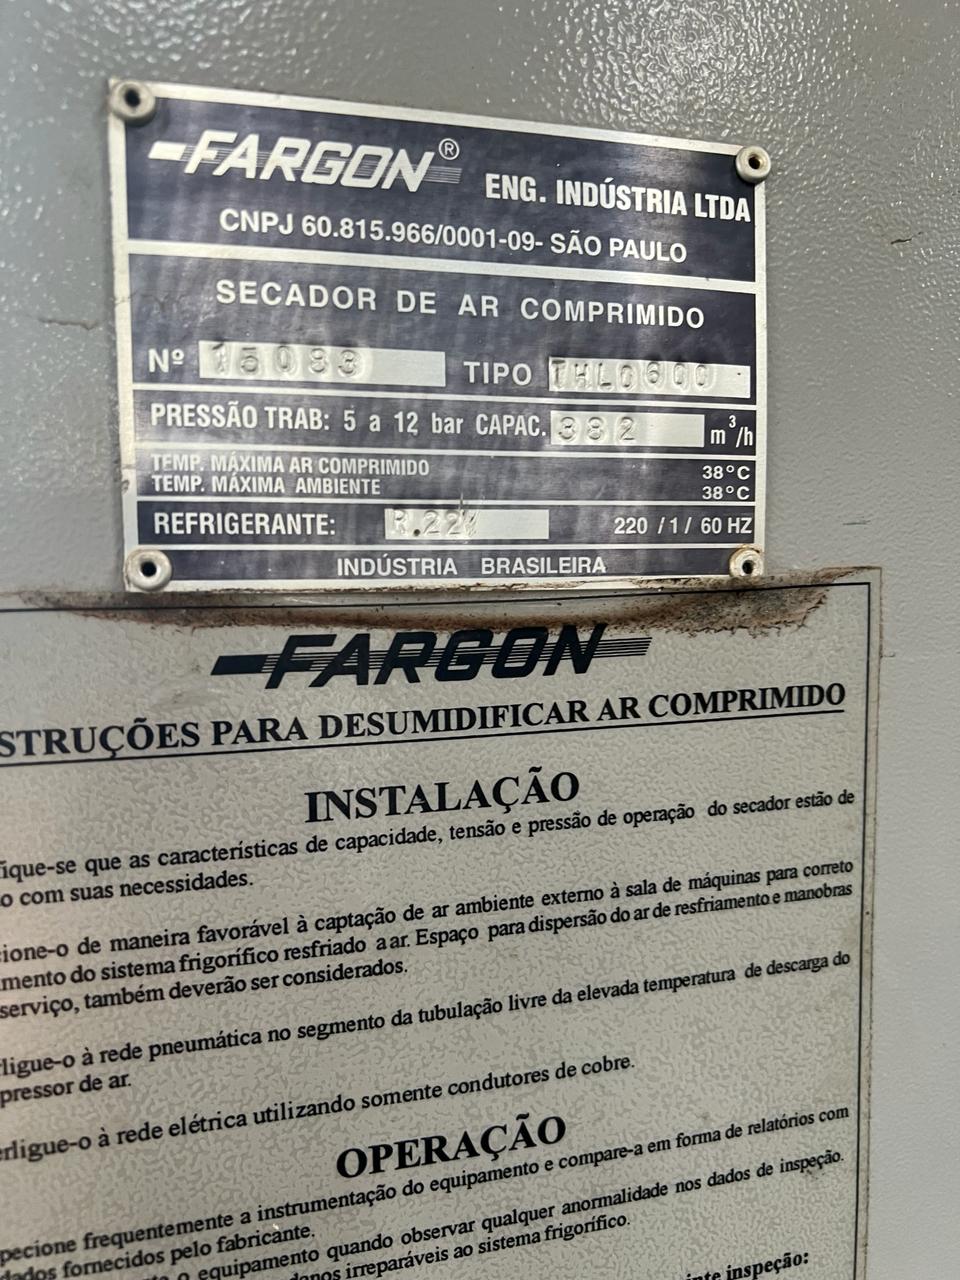 FARGON® ENG. INDÚSTRIA LTDA
CNPJ 60.815.966/0001-09- SÃO PAULO
SECADOR DE AR COMPRIMIDO
Nº 15083 TIPO THLC600
PRESSÃO TRAB: 5 a 12 bar CAPAC. 382 m³/h
TEMP. MÁXIMA AR COMPRIMIDO 38°C
TEMP. MÁXIMA AMBIENTE 38°C
REFRIGERANTE: R.22 220 / 1 / 60 HZ
INDÚSTRIA BRASILEIRA
FARGON
STRUÇÕES PARA DESUMIDIFICAR AR COMPRIMIDO
INSTALAÇÃO
ique-se que as características de capacidade, tensão e pressão de operação do secador estão de
o com suas necessidades.
cione-o de maneira favorável à captação de ar ambiente externo à sala de máquinas para correto
mento do sistema frigorífico resfriado a ar. Espaço para dispersão do ar de resfriamento e manobras
serviço, também deverão ser considerados.
rligue-o à rede pneumática no segmento da tubulação livre da elevada temperatura de descarga do
pressor de ar.
rligue-o à rede elétrica utilizando somente condutores de cobre.
OPERAÇÃO
pecione frequentemente a instrumentação do equipamento e compare-a em forma de relatórios com
dados fornecidos pelo fabricante.
o equipamento quando observar qualquer anormalidade nos dados de inspeção.
anos irreparáveis ao sistema frigorífico.
inte inspeção: